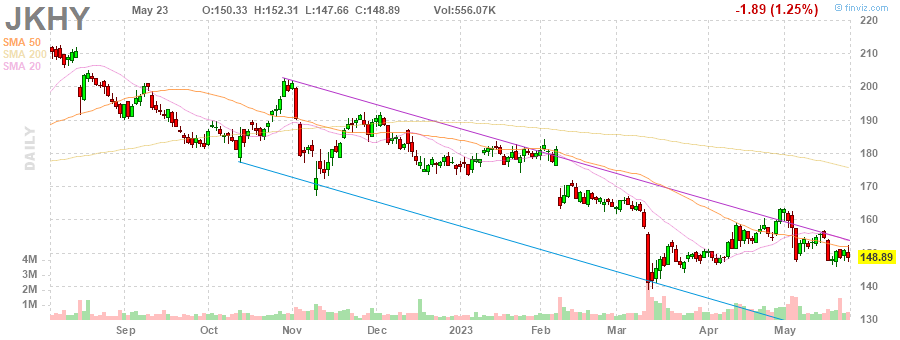 JKHY May 23 O:150.33 H:152.31 L:147.66 C:148.89 Vol:556.07K -1.89 (1.25%) © finviz.com
SMA 50
SMA 200
SMA 20
DAILY
220
210
200
190
180
170
160
150
148.89
140
130
4M
3M
2M
1M
Sep Oct Nov Dec 2023 Feb Mar Apr May